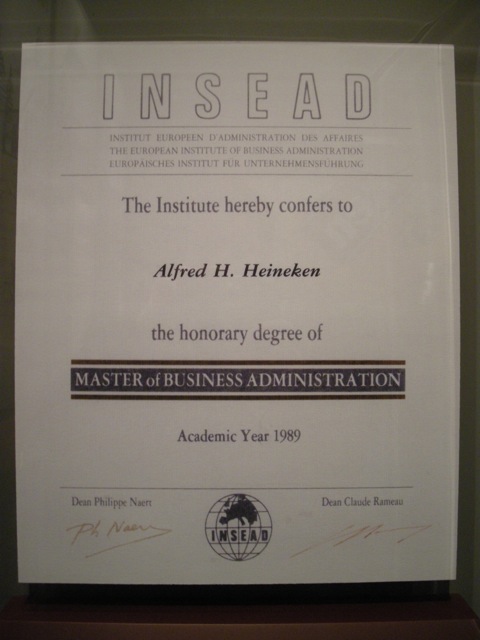 INSEAD
INSTITUT EUROPEEN D'ADMINISTRATION DES AFFAIRES
THE EUROPEAN INSTITUTE OF BUSINESS ADMINISTRATION
EUROPÄISCHES INSTITUT FÜR UNTERNEHMENSFÜHRUNG
The Institute hereby confers to
Alfred H. Heineken
the honorary degree of
MASTER of BUSINESS ADMINISTRATION
Academic Year 1989
Dean Philippe Naert
Dean Claude Rameau
Ph. Naert
INSEAD